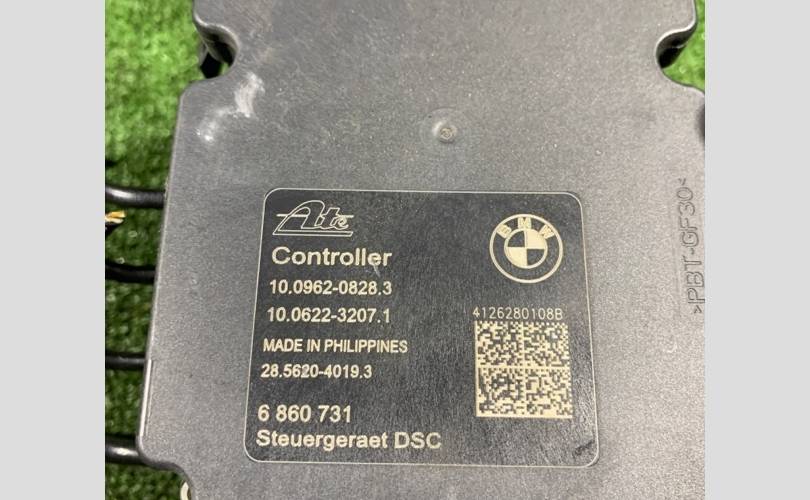 Ate
BMW
Controller
10.0962-0828.3
10.0622-3207.1
4126280108B
MADE IN PHILIPPINES
28.5620-4019.3
6 860 731
Steuergeraet DSC
>PBT-GF30<